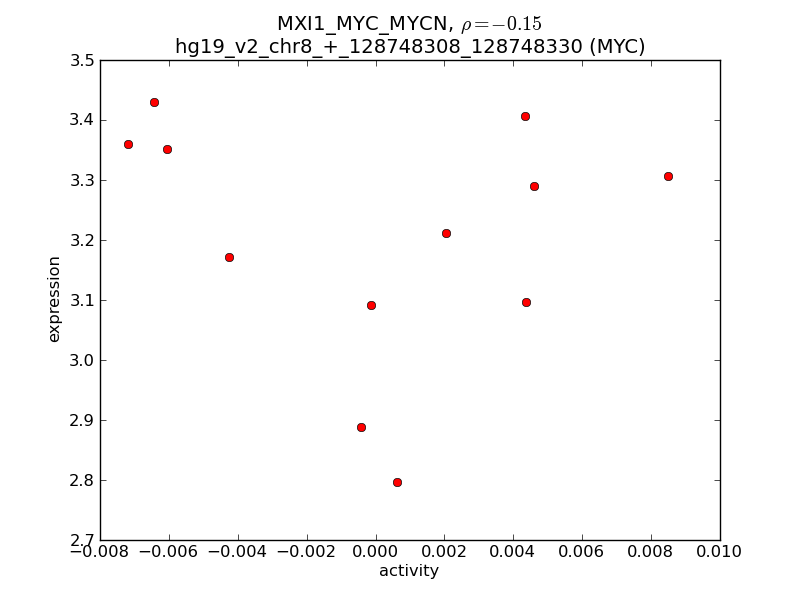 MXI1_MYC_MYCN, ρ=−0.15
hg19_v2_chr8_+_128748308_128748330 (MYC)
3.5
3.4
3.3
3.2
3.1
3.0
2.9
2.8
2.7
expression
−0.008 −0.006 −0.004 −0.002 0.000 0.002 0.004 0.006 0.008 0.010
activity